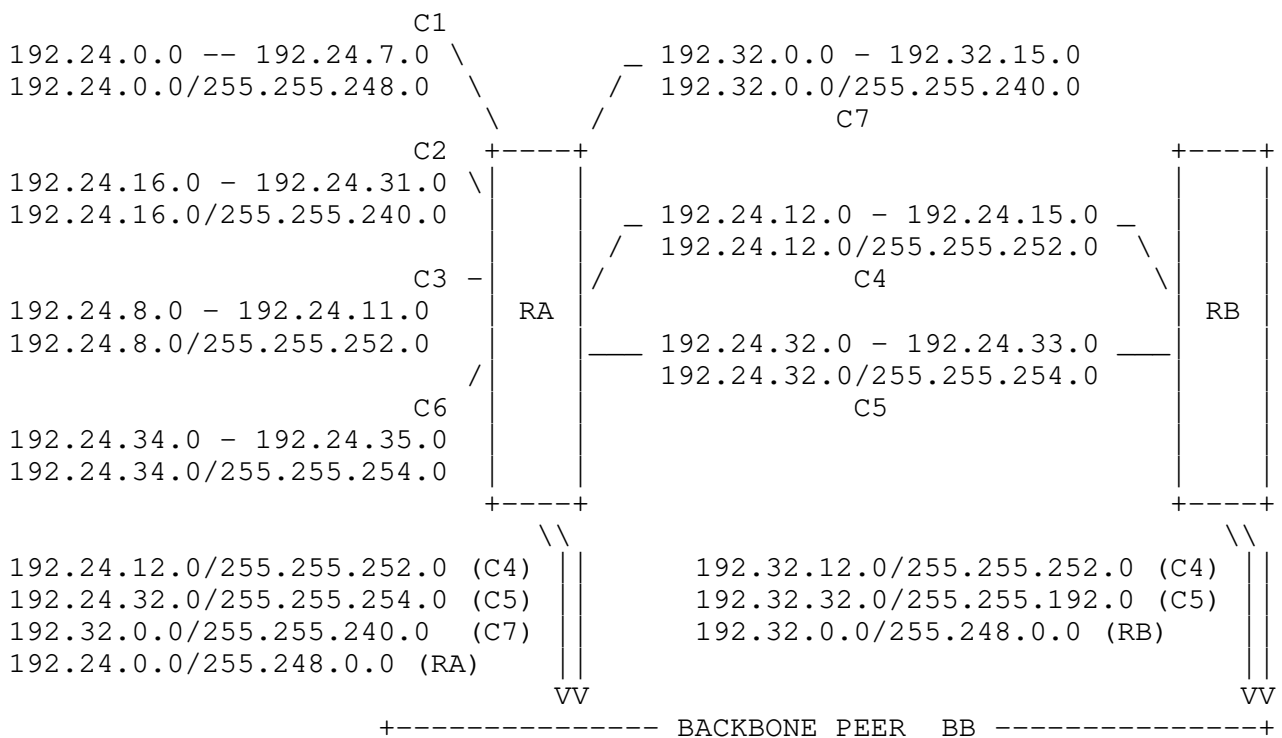 C1
192.24.0.0 -- 192.24.7.0 \ _ 192.32.0.0 - 192.32.15.0
192.24.0.0/255.255.248.0 \ / 192.32.0.0/255.255.240.0
\ / C7
C2 +----+ +----+
192.24.16.0 - 192.24.31.0 \| | | |
192.24.16.0/255.255.240.0 | | _ 192.24.12.0 - 192.24.15.0 _ | |
| | / 192.24.12.0/255.255.252.0 \ | |
C3 -| |/ C4 \| |
192.24.8.0 - 192.24.11.0 | RA | | RB |
192.24.8.0/255.255.252.0 | |___ 192.24.32.0 - 192.24.33.0 ___| |
/| | 192.24.32.0/255.255.254.0 | |
C6 | | C5 | |
192.24.34.0 - 192.24.35.0 | | | |
192.24.34.0/255.255.254.0 | | | |
+----+ +----+
\\ \\
192.24.12.0/255.255.252.0 (C4) || 192.32.12.0/255.255.252.0 (C4) ||
192.24.32.0/255.255.254.0 (C5) || 192.32.32.0/255.255.192.0 (C5) ||
192.32.0.0/255.255.240.0 (C7) || 192.32.0.0/255.248.0.0 (RB) ||
192.24.0.0/255.248.0.0 (RA) || ||
VV VV
+--------------- BACKBONE PEER BB ---------------+